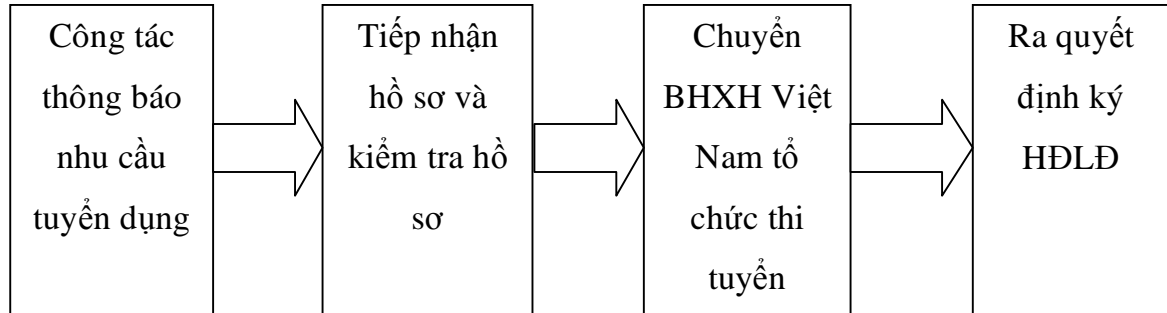 Công tác
thông báo
nhu cầu
tuyển dụng
Tiếp nhận
hồ sơ và
kiểm tra hồ
sơ
Chuyển
BHXH Việt
Nam tổ
chức thi
tuyển
Ra quyết
định ký
HĐLĐ